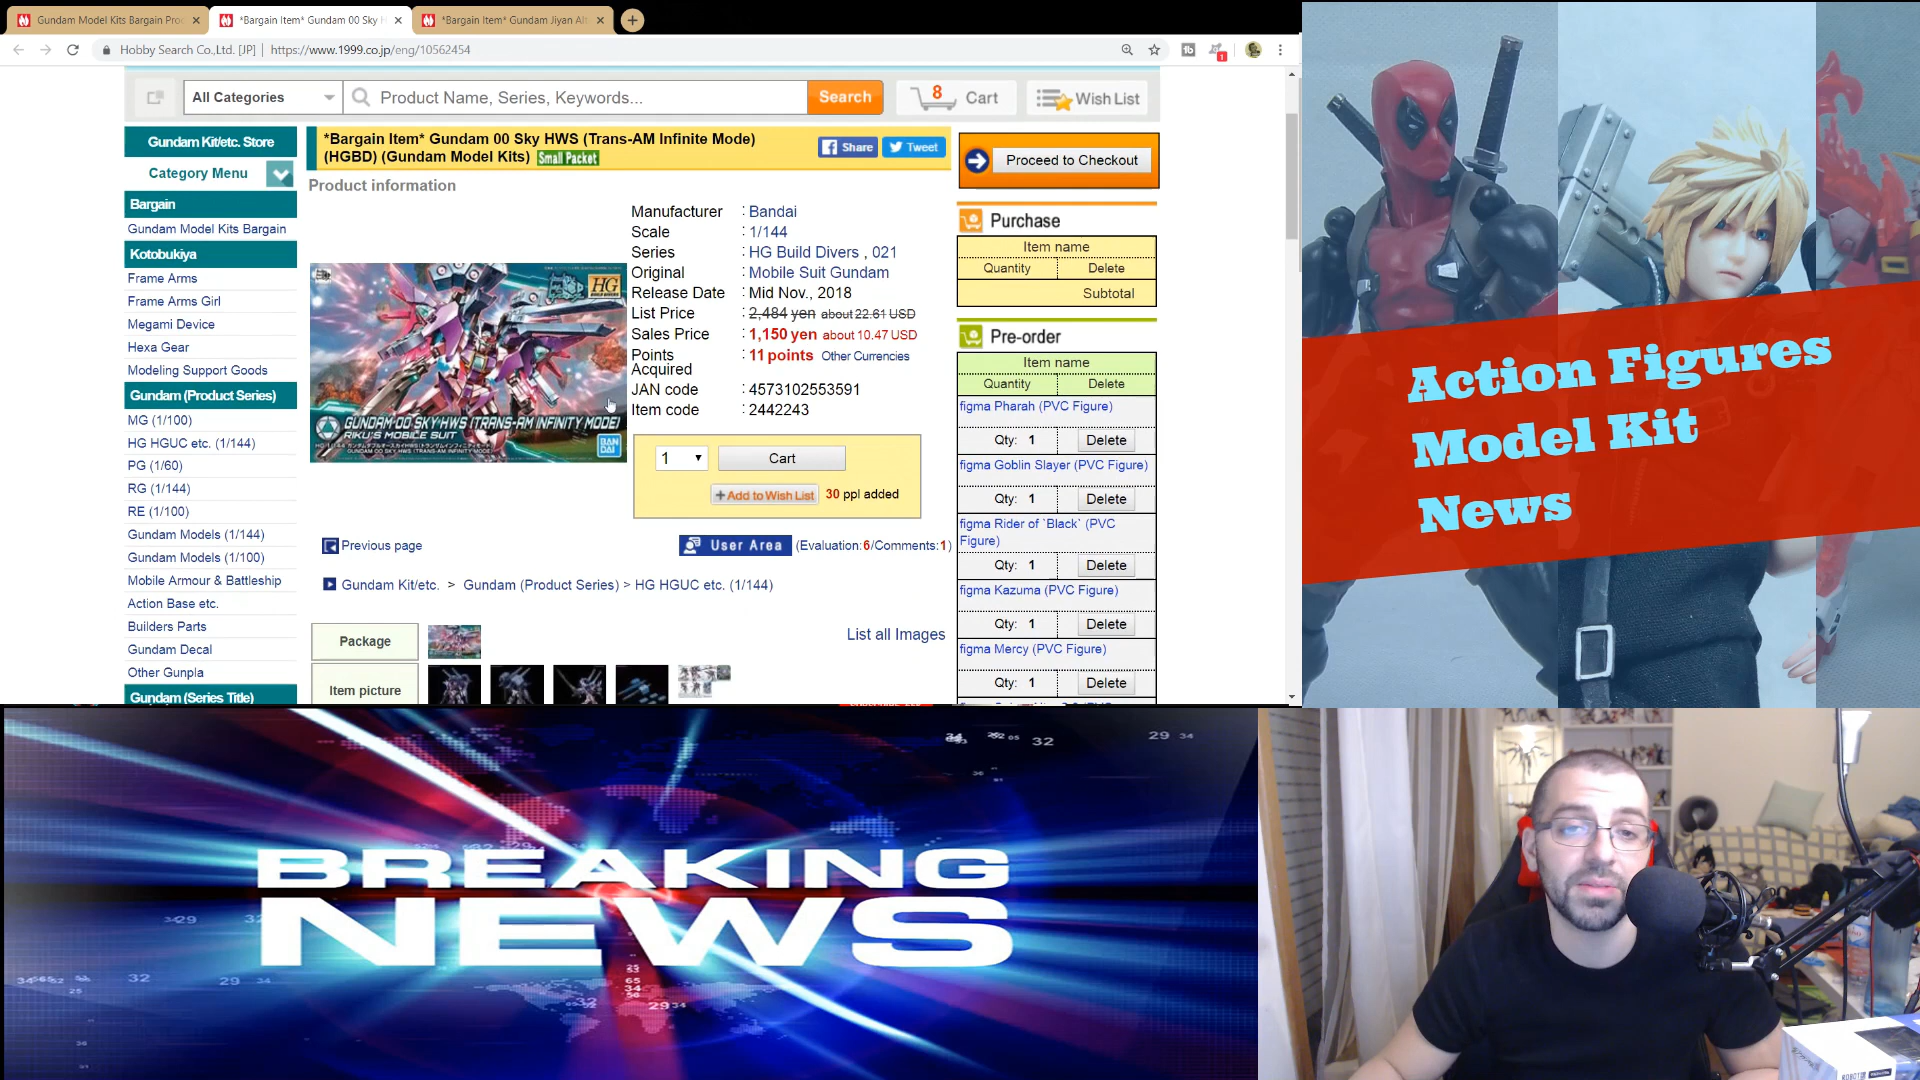 Gundam Model Kits Bargain Pro
*Bargain Item* Gundam 00 Sky H
*Bargain Item* Gundam Jiyan Alt
Hobby Search Co.,Ltd. [JP] | https://www.1999.co.jp/eng/10562454
All Categories
Product Name, Series, Keywords...
Search
8 Cart
Wish List
Gundam Kit/etc. Store
Category Menu
Bargain
Gundam Model Kits Bargain
Kotobukiya
Frame Arms
Frame Arms Girl
Megami Device
Hexa Gear
Modeling Support Goods
Gundam (Product Series)
MG (1/100)
HG HGUC etc. (1/144)
PG (1/60)
RG (1/144)
RE (1/100)
Gundam Models (1/144)
Gundam Models (1/100)
Mobile Armour & Battleship
Action Base etc.
Builders Parts
Gundam Decal
Other Gunpla
Gundam (Series Title)
*Bargain Item* Gundam 00 Sky HWS (Trans-AM Infinite Mode)
(HGBD) (Gundam Model Kits) Small Packet
Share
Tweet
Product information
HG
GUNDAM 00 SKY HWS (TRANS-AM INFINITY MODE)
RIKU'S MOBILE SUIT
BAN
DAI
Manufacturer : Bandai
Scale : 1/144
Series : HG Build Divers , 021
Original : Mobile Suit Gundam
Release Date : Mid Nov., 2018
List Price : 2,484 yen about 22.61 USD
Sales Price : 1,150 yen about 10.47 USD
Points Acquired : 11 points Other Currencies
JAN code : 4573102553591
Item code : 2442243
1
Cart
+Add to Wish List
30 ppl added
Previous page
User Area
(Evaluation:6/Comments:1)
Gundam Kit/etc. > Gundam (Product Series) > HG HGUC etc. (1/144)
Package
List all Images
Item picture
Proceed to Checkout
Purchase
Item name
Quantity Delete
Subtotal
Pre-order
Item name
Quantity Delete
figma Pharah (PVC Figure)
Qty: 1 Delete
figma Goblin Slayer (PVC Figure)
Qty: 1 Delete
figma Rider of `Black` (PVC
Figure)
Qty: 1 Delete
figma Kazuma (PVC Figure)
Qty: 1 Delete
figma Mercy (PVC Figure)
Qty: 1 Delete
Action Figures
Model Kit
News
32
29 34
BREAKING
NEWS
29
32
29
32
65
34
29